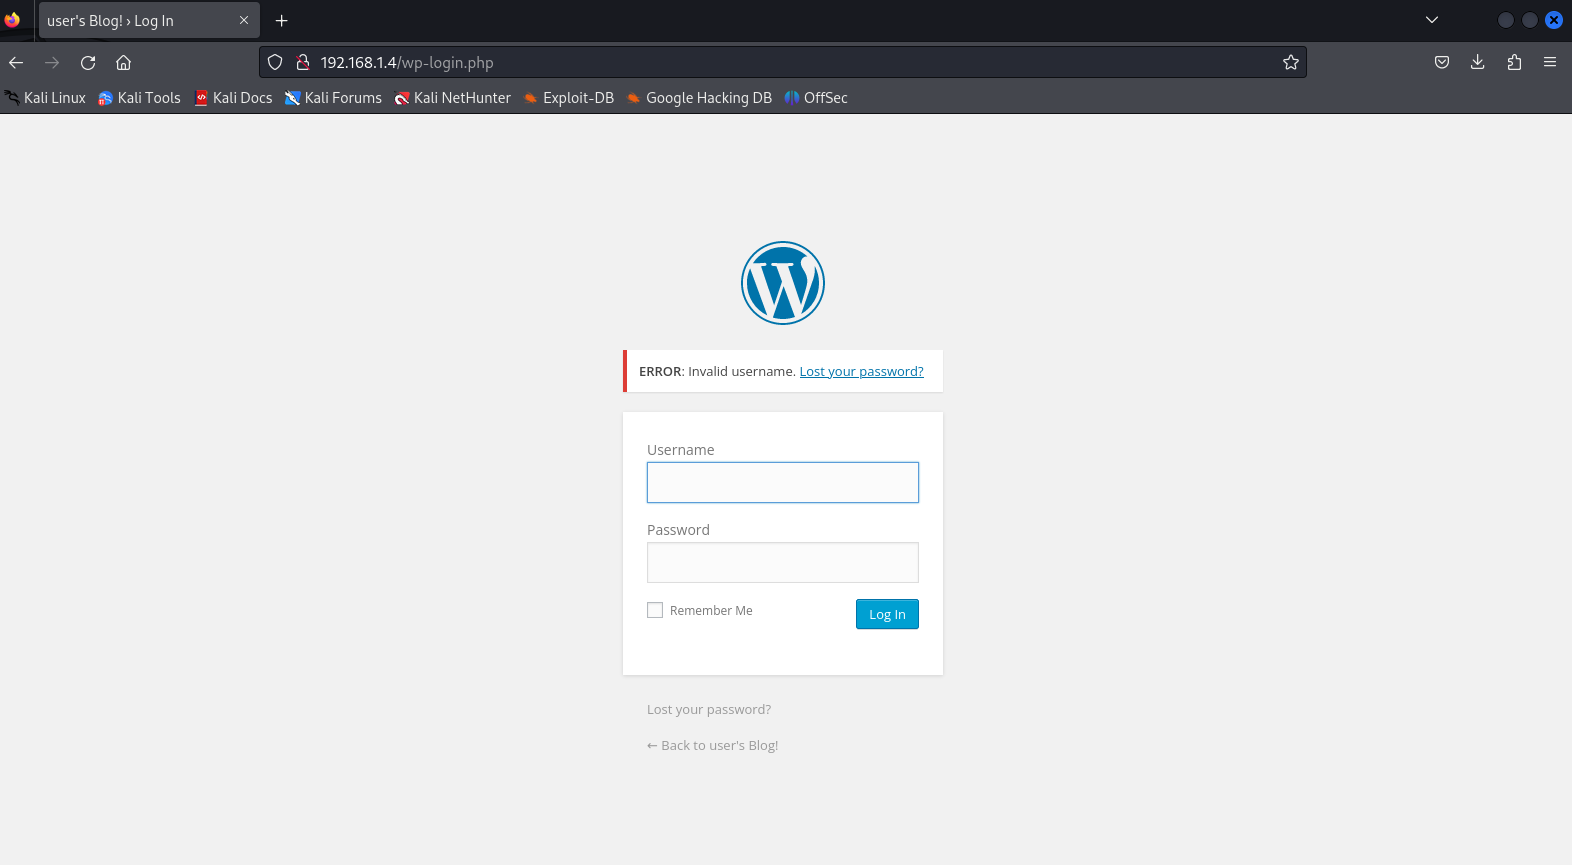 user's Blog! › Log In
192.168.1.4/wp-login.php
Kali Linux Kali Tools Kali Docs Kali Forums Kali NetHunter Exploit-DB Google Hacking DB OffSec
ERROR: Invalid username. Lost your password?
Username
Password
Remember Me Log In
Lost your password?
← Back to user's Blog!